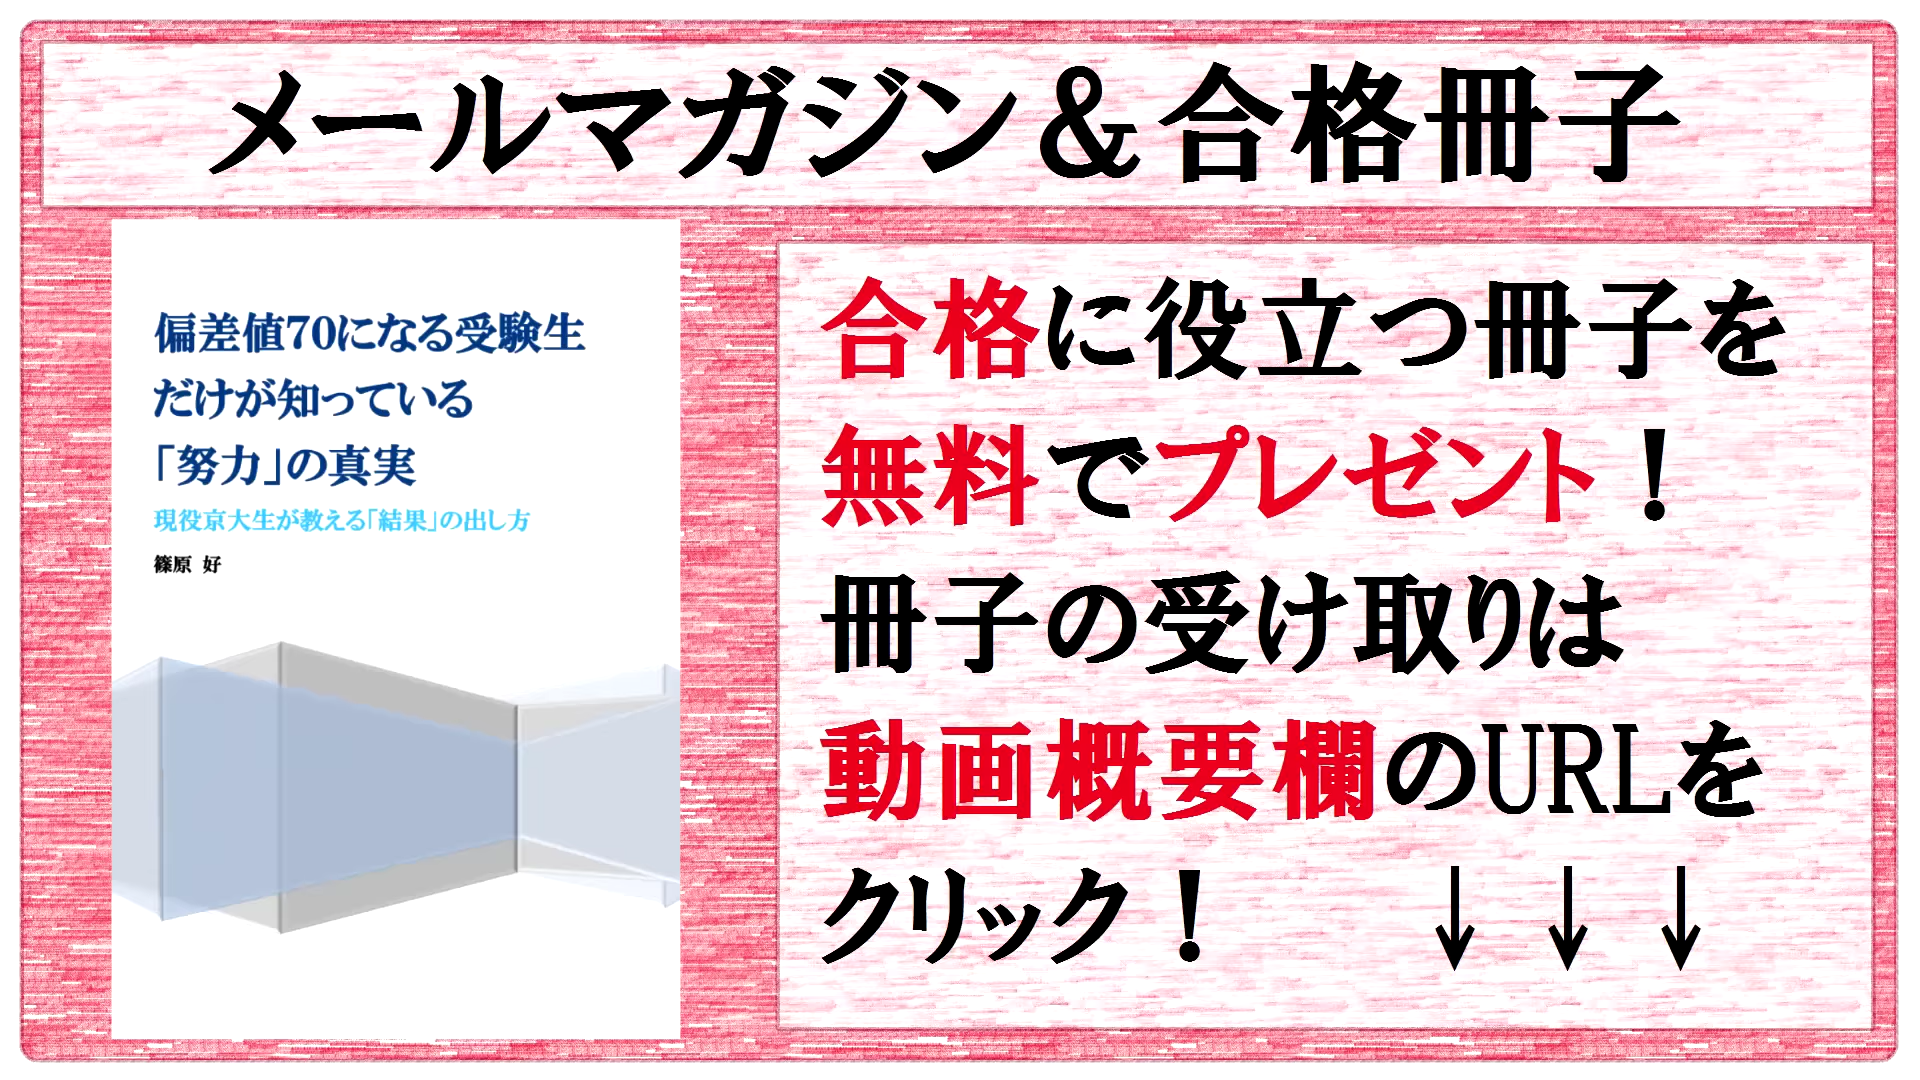 メールマガジン＆合格冊子
偏差値70になる受験生
だけが知っている
「努力」の真実
現役京大生が教える「結果」の出し方
篠原 好
合格に役立つ冊子を
無料でプレゼント！
冊子の受け取りは
動画概要欄のURLを
クリック！　　↓↓↓